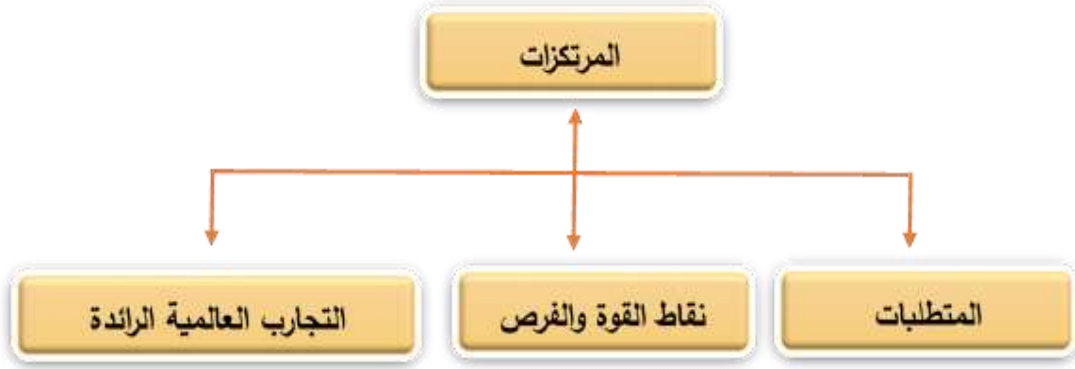 المرتكزات
المتطلبات
نقاط القوة والفرص
التجارب العالمية الرائدة